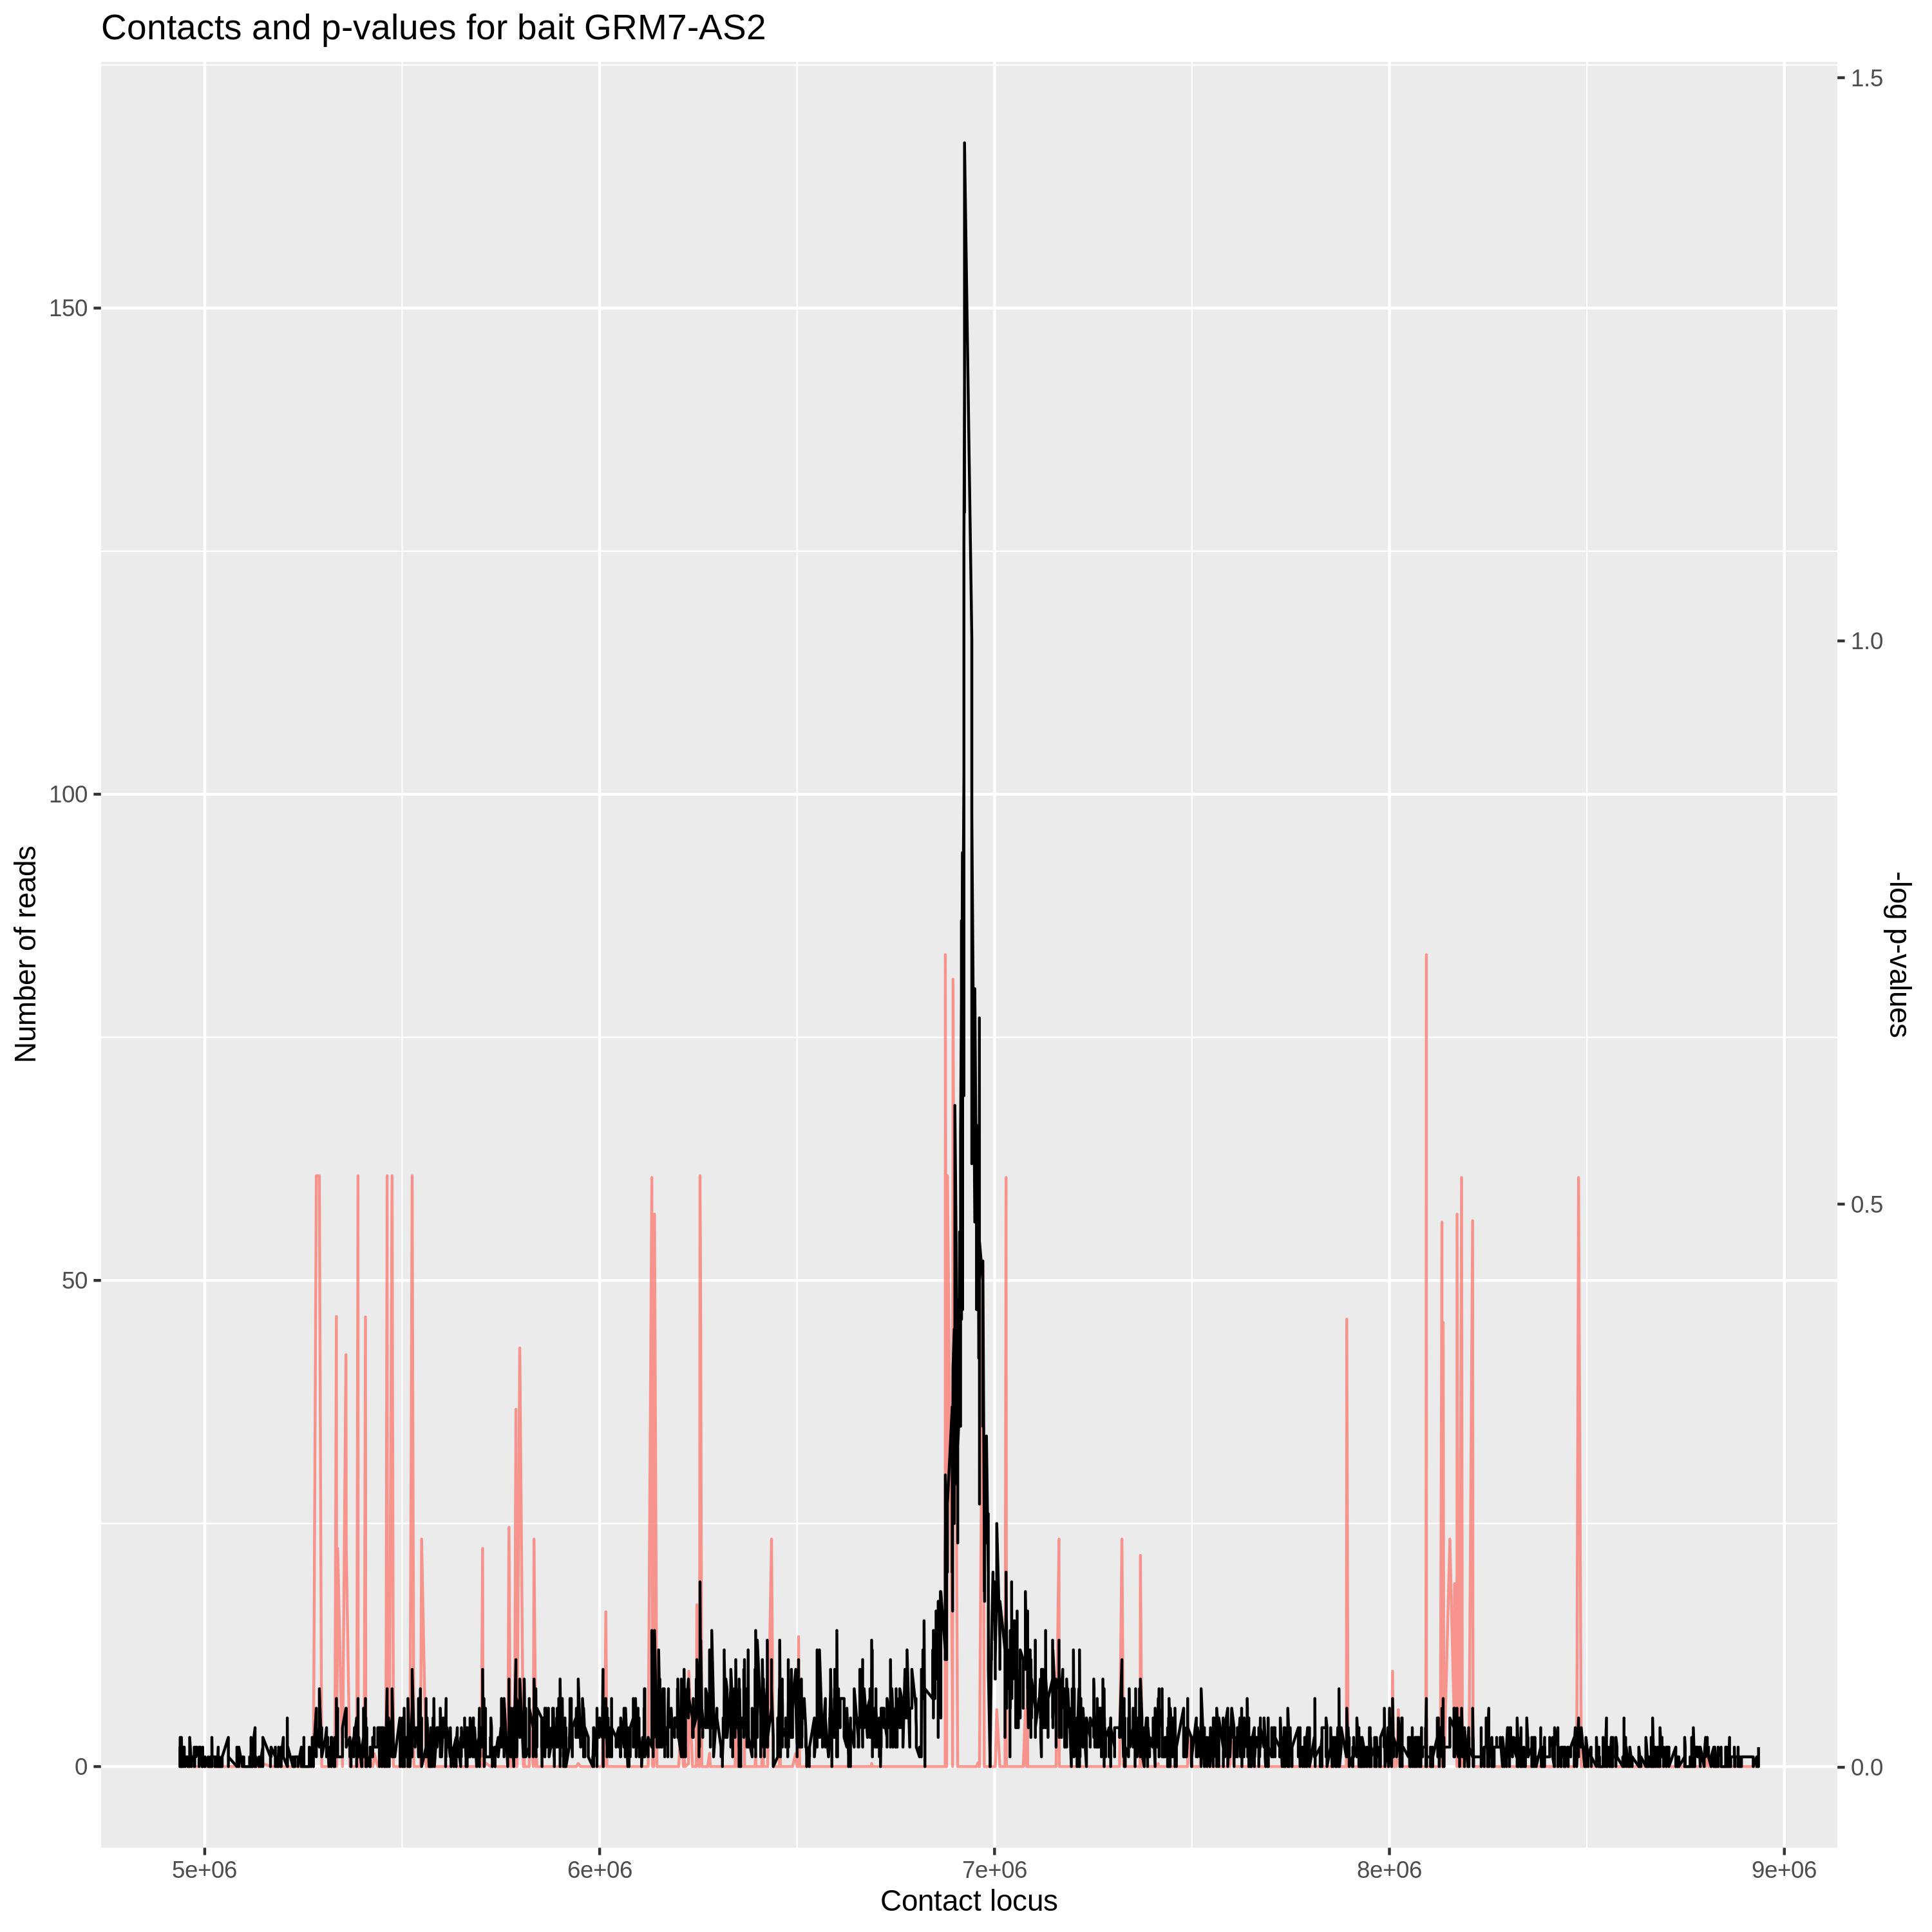 Contacts and p-values for bait GRM7-AS2
Number of reads
150
100
50
0
1.5
1.0
0.5
0.0
-log p-values
5e+06
6e+06
7e+06
8e+06
9e+06
Contact locus